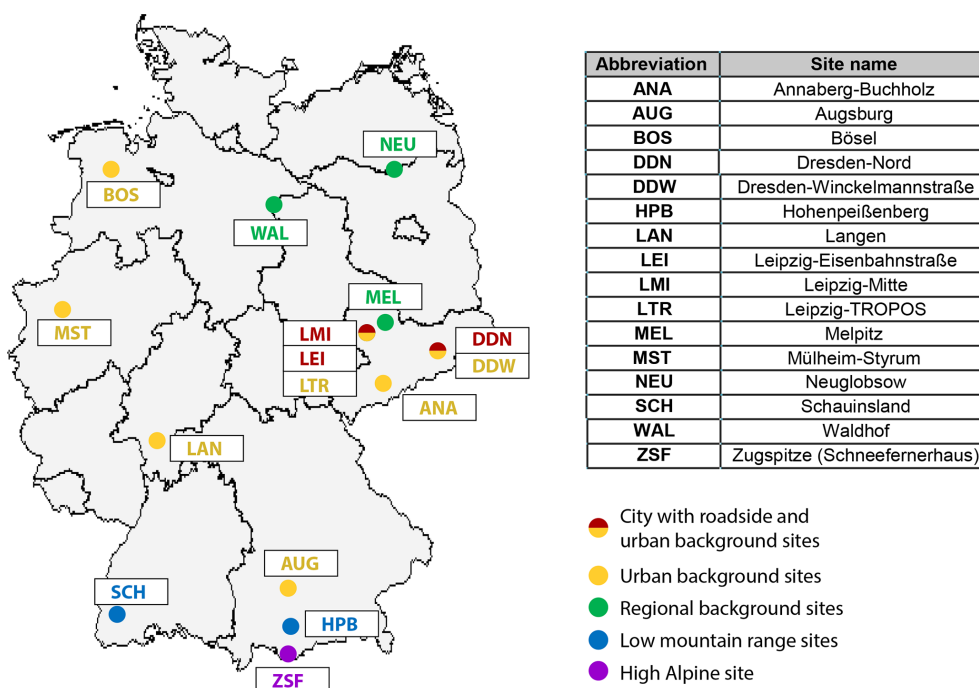 NEU
BOS
WAL
MEL
MST
LMI
LEI
LTR
DDN
DDW
ANA
LAN
AUG
SCH
HPB
ZSF
Abbreviation Site name
ANA Annaberg-Buchholz
AUG Augsburg
BOS Bösel
DDN Dresden-Nord
DDW Dresden-Winckelmannstraße
HPB Hohenpeißenberg
LAN Langen
LEI Leipzig-Eisenbahnstraße
LMI Leipzig-Mitte
LTR Leipzig-TROPOS
MEL Melpitz
MST Mülheim-Styrum
NEU Neuglobsow
SCH Schauinsland
WAL Waldhof
ZSF Zugspitze (Schneefernerhaus)
City with roadside and
urban background sites
Urban background sites
Regional background sites
Low mountain range sites
High Alpine site